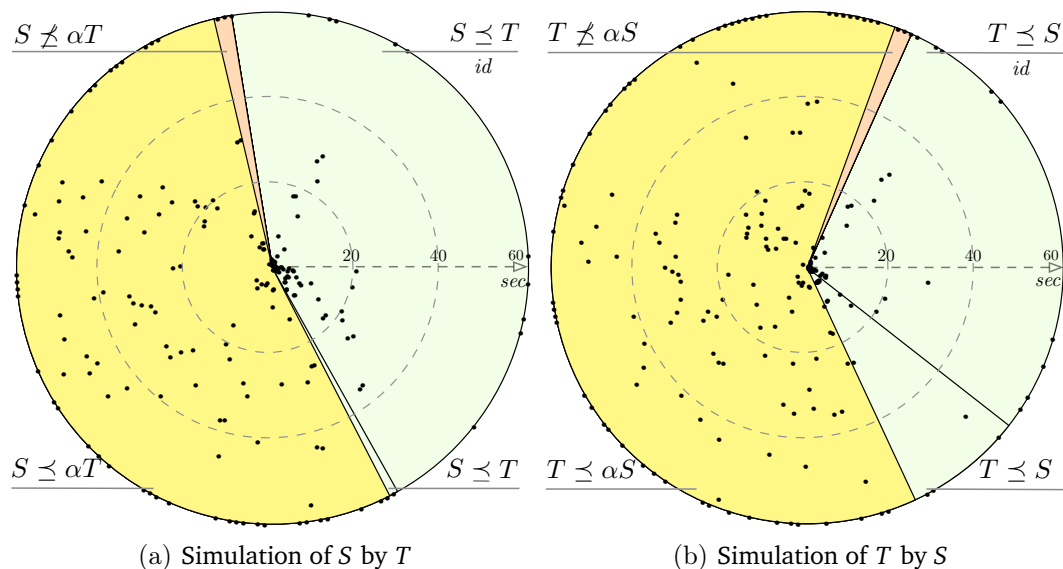 S ⪯̸ αT
S ⪯ T
id
20
40
60
sec
S ⪯ αT
S ⪯ T
(a) Simulation of S by T
T ⪯̸ αS
T ⪯ S
id
20
40
60
sec
T ⪯ αS
T ⪯ S
(b) Simulation of T by S